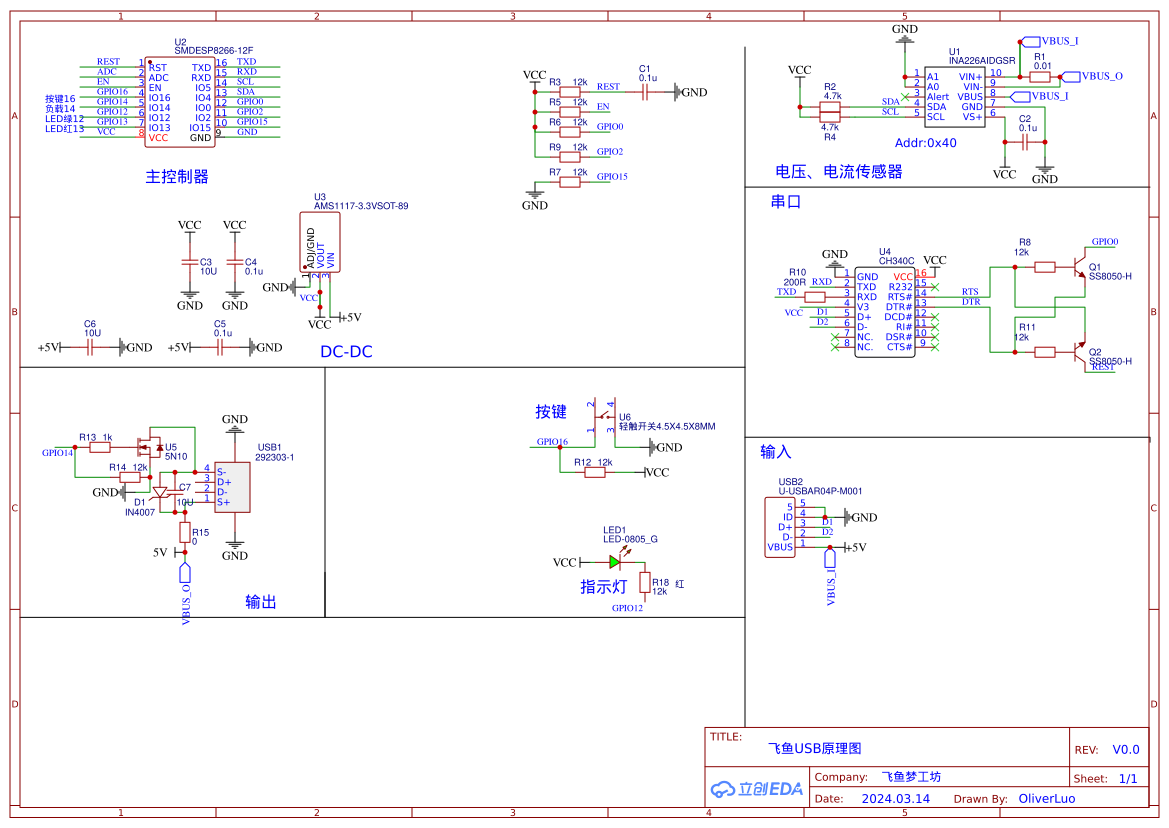 1 2 3 4 5
A
B
C
D
U2
SMDESP8266-12F
REST 1 RST TXD 16 TXD
ADC 2 ADC RXD 15 RXD
EN 3 EN IO5 14 SCL
按键16 GPIO16 4 IO16 IO4 13 SDA
负载14 GPIO14 5 IO14 IO0 12 GPIO0
LED绿12 GPIO12 6 IO12 IO2 11 GPIO2
LED红13 GPIO13 7 IO13 IO15 10 GPIO15
VCC 8 VCC GND 9 GND
主控制器
VCC
R3 12k REST
C1
0.1u
GND
R5 12k EN
R6 12k GPIO0
R9 12k GPIO2
R7 12k GPIO15
GND
GND
U1
INA226AIDGSR
VBUS_I
R1
0.01
VBUS_O
VBUS_I
VCC
R2
4.7k
4.7k
R4
SDA
SCL
1 A1 VIN+ 10
2 A0 VIN- 9
3 Alert VBUS 8
4 SDA GND 7
5 SCL VS+ 6
C2
0.1u
VCC
GND
Addr:0x40
电压、电流传感器
VCC
C3
10U
GND
VCC
C4
0.1u
GND
U3
AMS1117-3.3VSOT-89
ADJ/GND
VOUT
VIN
1 2 3
GND
VCC
VCC
+5V
+5V
C6
10U
GND
+5V
C5
0.1u
GND
DC-DC
串口
GND
U4
CH340C
VCC
R10
200R
TXD
RXD
VCC
D1
D2
1 GND VCC 16
2 TXD R232 15
3 RXD RTS# 14 RTS
4 V3 DTR# 13 DTR
5 D+ DCD# 12
6 D- RI# 11
7 NC. DSR# 10
8 NC. CTS# 9
R8
12k
GPIO0
Q1
SS8050-H
R11
12k
Q2
SS8050-H
REST
R13 1k
GPIO14
U5
5N10
R14 12k
GND
D1
IN4007
C7
10U
GND
USB1
292303-1
4 S-
3 D+
2 D-
1 S+
GND
R15
0
5V
VBUS_O
输出
按键
2 4
1 3
U6
轻触开关4.5X4.5X8MM
GPIO16
GND
R12 12k
VCC
LED1
LED-0805_G
VCC
R18
12k
红
GPIO12
指示灯
输入
USB2
U-USBAR04P-M001
5 5
ID 4 GND
D+ 3 D1
D- 2 D2
VBUS 1 +5V
VBUS_I
A
B
C
D
TITLE:
飞鱼USB原理图
REV: V0.0
立创EDA
Company: 飞鱼梦工坊
Sheet: 1/1
Date: 2024.03.14
Drawn By: OliverLuo
1 2 3 4 5